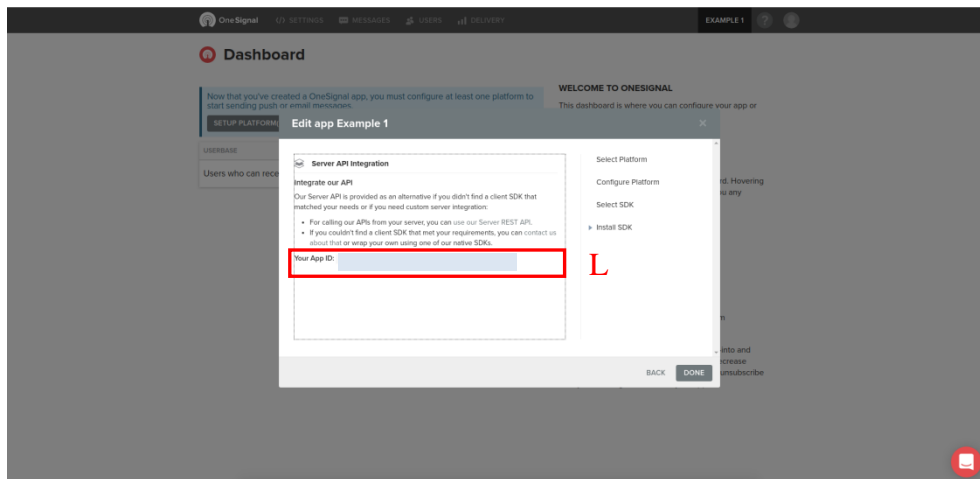 OneSignal </> SETTINGS MESSAGES USERS DELIVERY EXAMPLE 1 ?
Dashboard
Now that you've created a OneSignal app, you must configure at least one platform to
start sending push or email messages.
SETUP PLATFORM
USERBASE
Users who can rece
WELCOME TO ONESIGNAL
This dashboard is where you can configure your app or
rd. Hovering
ou any
into and
ecrease
unsubscribe
Edit app Example 1 ×
Server API Integration
Integrate our API
Our Server API is provided as an alternative if you didn't find a client SDK that
matched your needs or if you need custom server integration:
• For calling our APIs from your server, you can use our Server REST API.
• If you couldn't find a client SDK that met your requirements, you can contact us
about that or wrap your own using one of our native SDKs.
Your App ID:
L
Select Platform
Configure Platform
Select SDK
Install SDK
BACK DONE